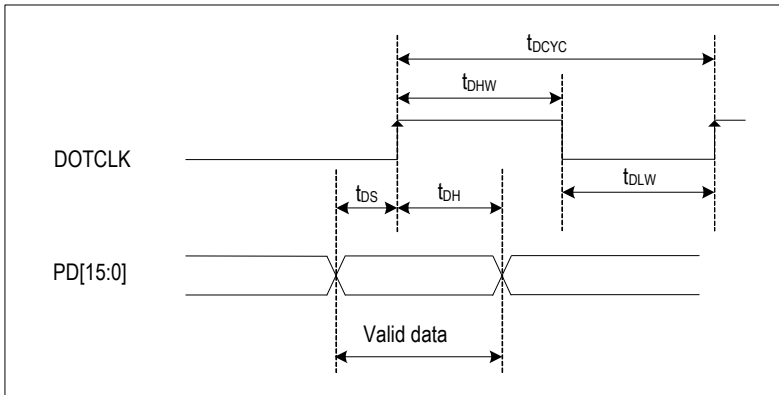 tDCYC
tDHW
DOTCLK
tDLW
tDS
tDH
PD[15:0]
Valid data